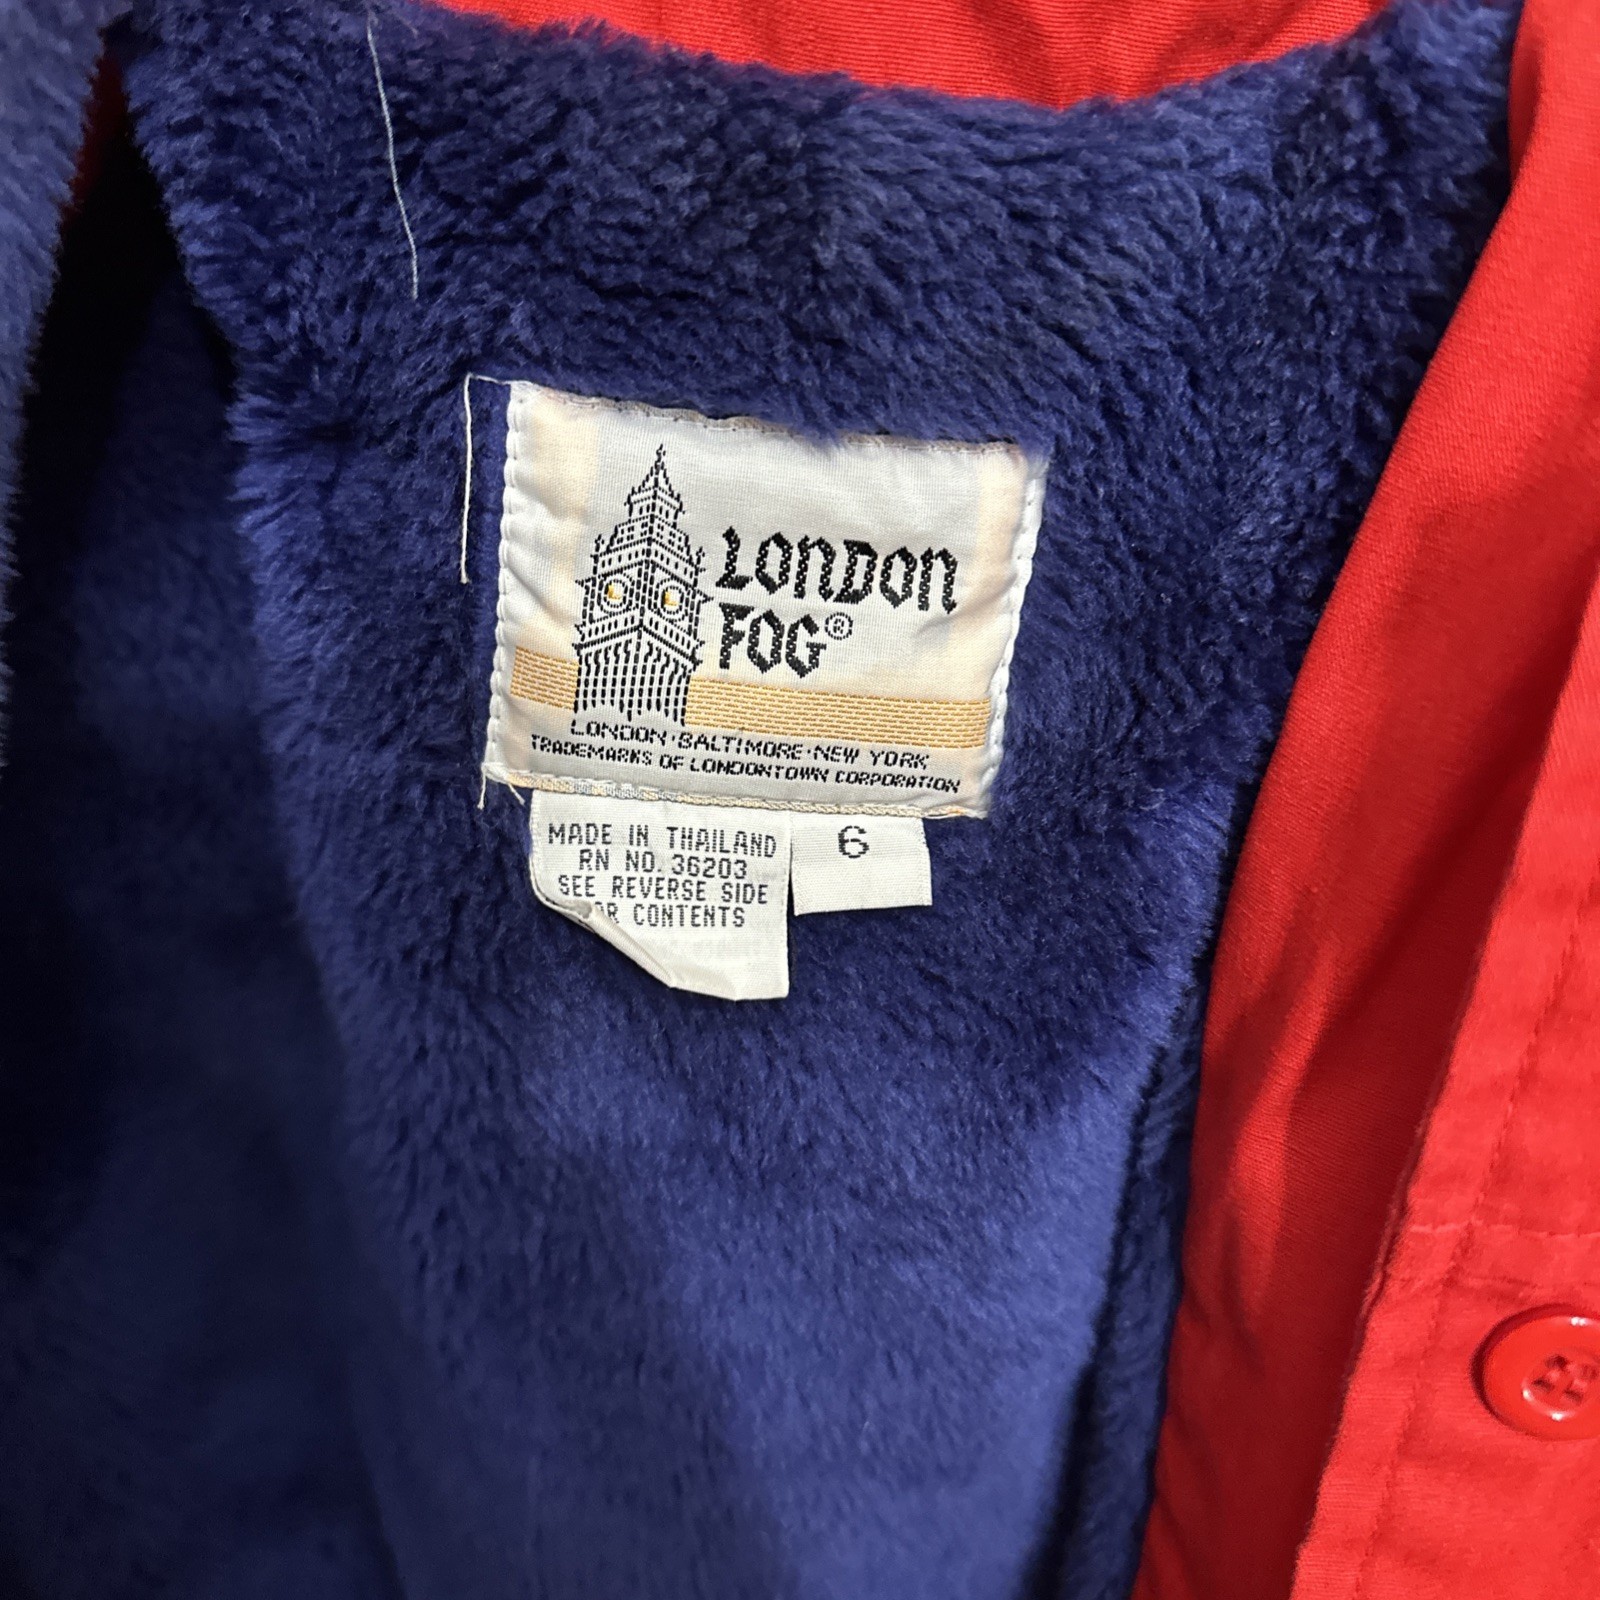 LONDON
FOG®
LONDON·BALTIMORE·NEW YORK
TRADEMARKS OF LONDONTOWN CORPORATION
MADE IN THAILAND
RN NO. 36203
SEE REVERSE SIDE
CONTENTS
6